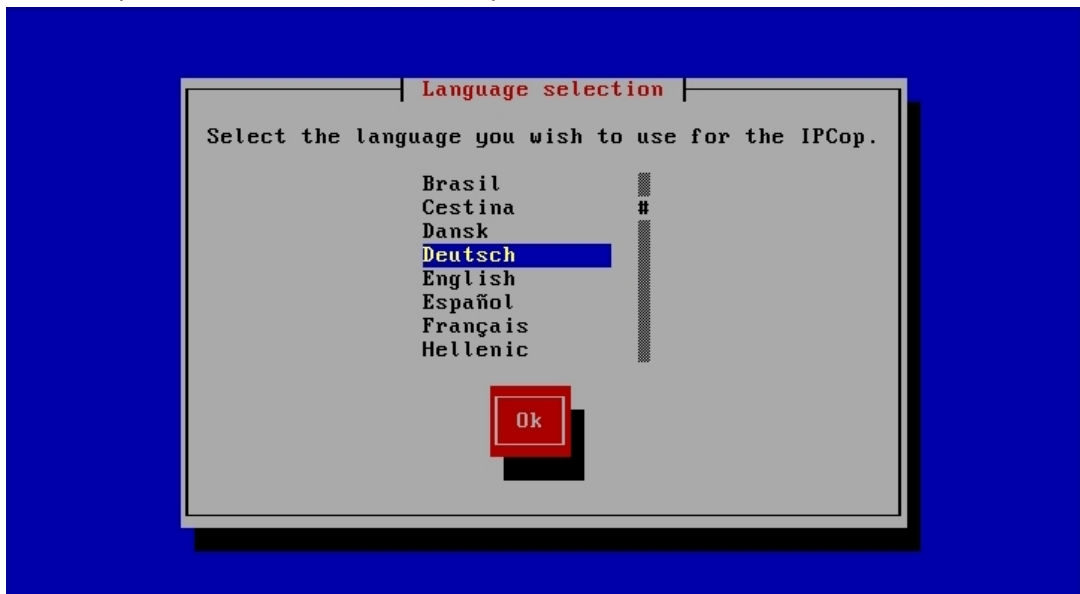 Language selection
Select the language you wish to use for the IPCop.
Brasil
Cestina #
Dansk
Deutsch
English
Español
Français
Hellenic
Ok